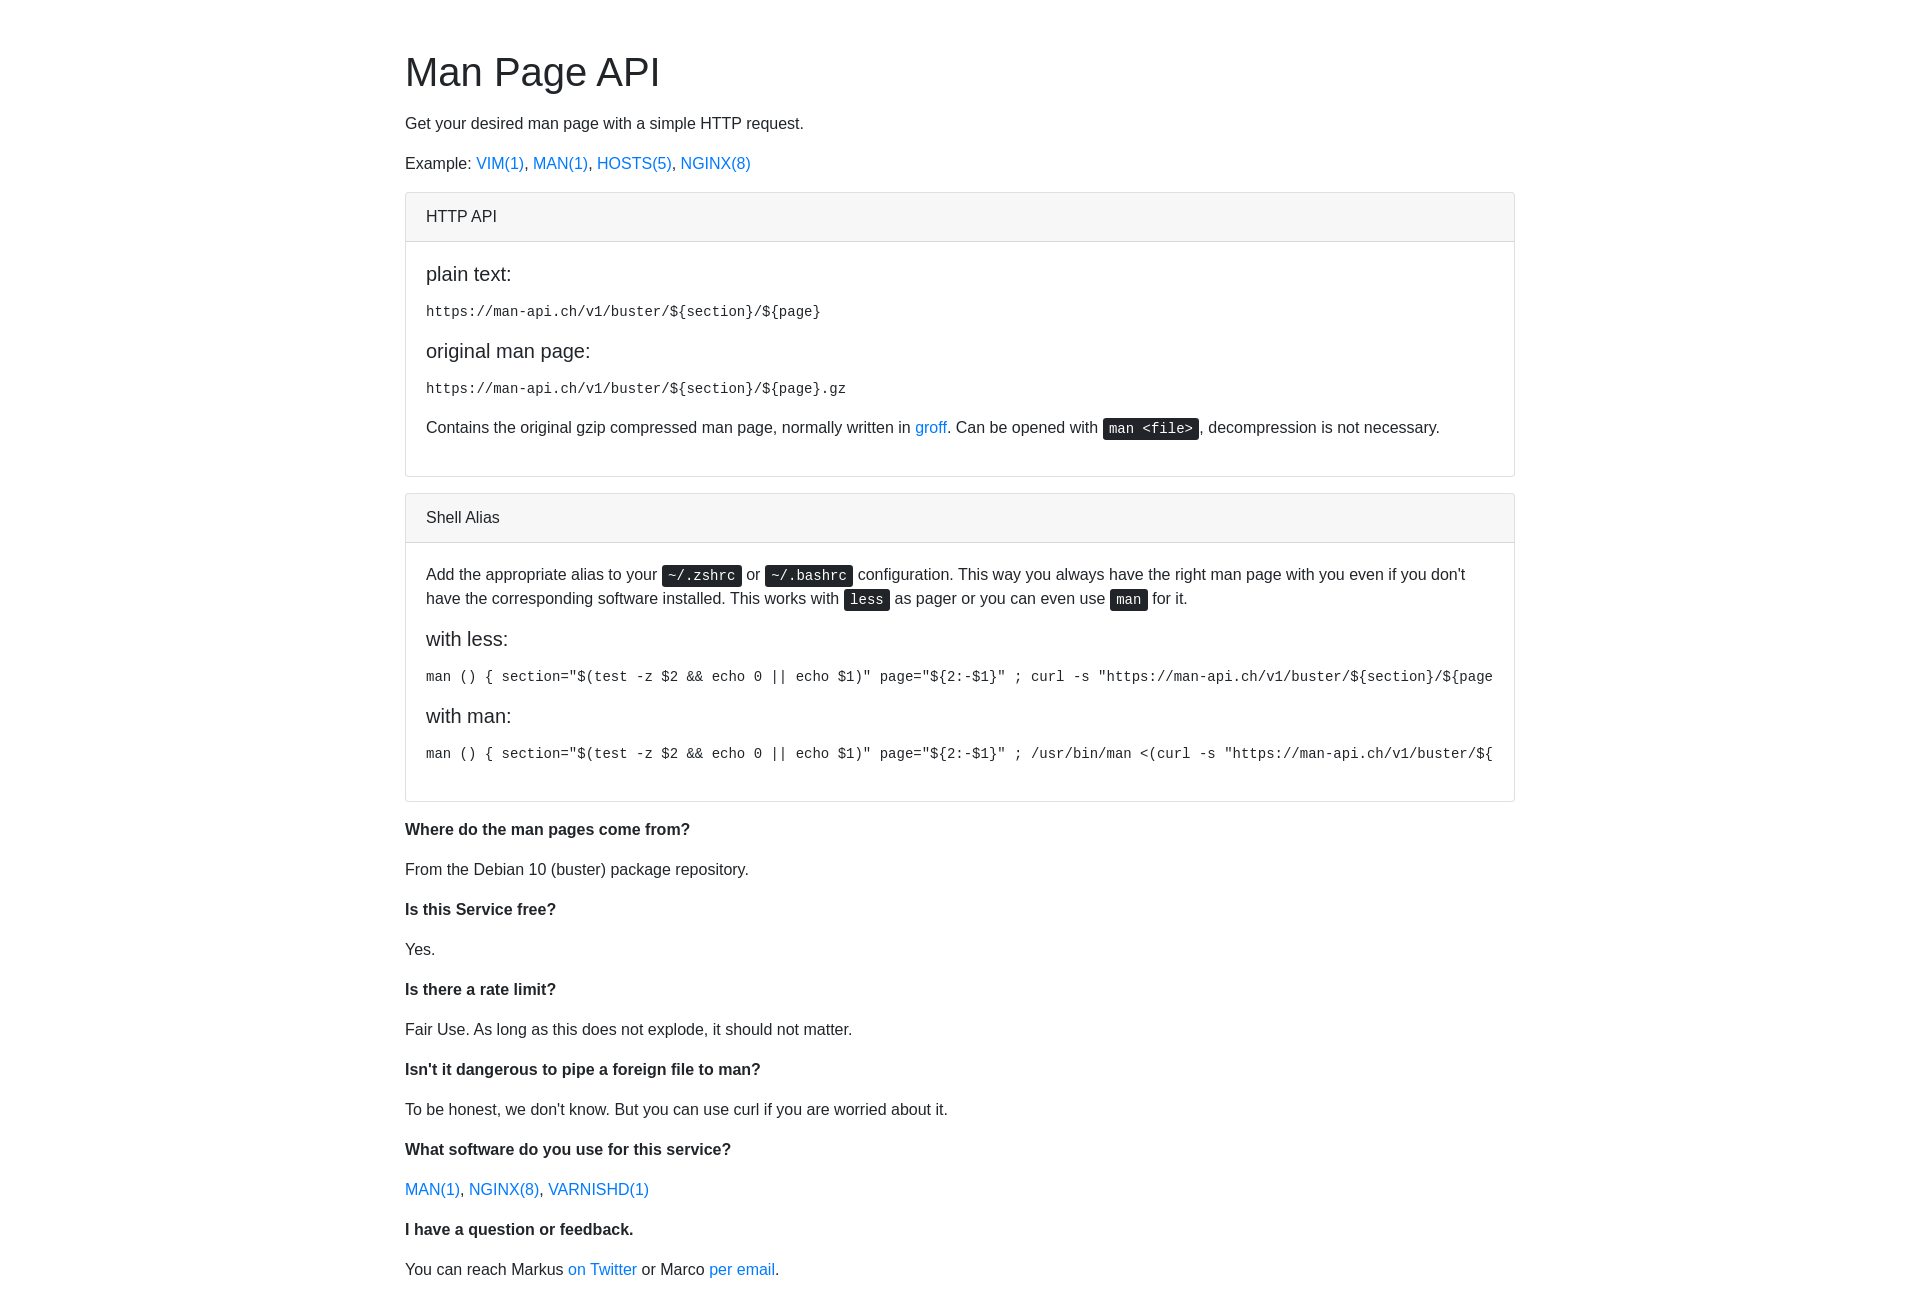 Man Page API
Get your desired man page with a simple HTTP request.
Example: VIM(1), MAN(1), HOSTS(5), NGINX(8)
HTTP API
plain text:
https://man-api.ch/v1/buster/${section}/${page}
original man page:
https://man-api.ch/v1/buster/${section}/${page}.gz
Contains the original gzip compressed man page, normally written in groff. Can be opened with man <file>, decompression is not necessary.
Shell Alias
Add the appropriate alias to your ~/.zshrc or ~/.bashrc configuration. This way you always have the right man page with you even if you don't
have the corresponding software installed. This works with less as pager or you can even use man for it.
with less:
man () { section="$(test -z $2 && echo 0 || echo $1)" page="${2:-$1}" ; curl -s "https://man-api.ch/v1/buster/${section}/${page
with man:
man () { section="$(test -z $2 && echo 0 || echo $1)" page="${2:-$1}" ; /usr/bin/man <(curl -s "https://man-api.ch/v1/buster/${
Where do the man pages come from?
From the Debian 10 (buster) package repository.
Is this Service free?
Yes.
Is there a rate limit?
Fair Use. As long as this does not explode, it should not matter.
Isn't it dangerous to pipe a foreign file to man?
To be honest, we don't know. But you can use curl if you are worried about it.
What software do you use for this service?
MAN(1), NGINX(8), VARNISHD(1)
I have a question or feedback.
You can reach Markus on Twitter or Marco per email.